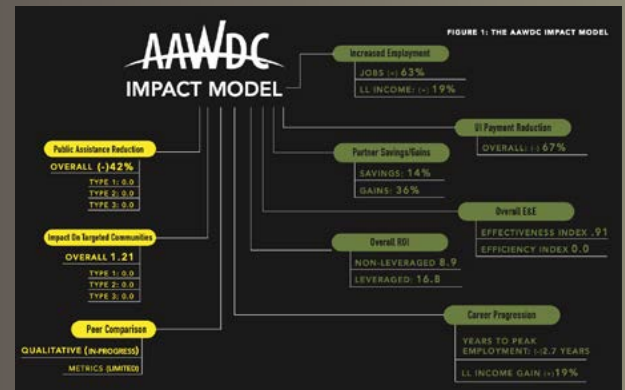 FIGURE 1: THE AAWDC IMPACT MODEL
AAWDC
IMPACT MODEL
Increased Employment
JOBS (+) 63%
LL INCOME: (+) 19%
UI Payment Reduction
OVERALL: (-) 67%
Public Assistance Reduction
OVERALL (-)42%
TYPE 1: 0.0
TYPE 2: 0.0
TYPE 3: 0.0
Partner Savings/Gains
SAVINGS: 14%
GAINS: 36%
Overall E&E
EFFECTIVENESS INDEX .91
EFFICIENCY INDEX 0.0
Impact On Targeted Communities
OVERALL 1.21
TYPE 1: 0.0
TYPE 2: 0.0
TYPE 3: 0.0
Overall ROI
NON-LEVERAGED 8.9
LEVERAGED: 16.8
Peer Comparison
QUALITATIVE (IN-PROGRESS)
METRICS (LIMITED)
Career Progression
YEARS TO PEAK
EMPLOYMENT: (-)2.7 YEARS
LL INCOME GAIN (+)19%